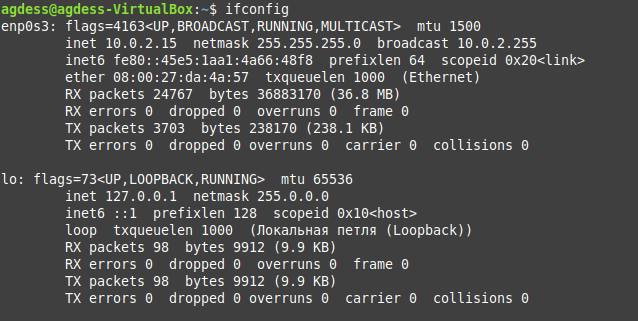 agdess@agdess-VirtualBox:~$ ifconfig
enp0s3: flags=4163<UP,BROADCAST,RUNNING,MULTICAST>  mtu 1500
        inet 10.0.2.15  netmask 255.255.255.0  broadcast 10.0.2.255
        inet6 fe80::45e5:1aa1:4a66:48f8  prefixlen 64  scopeid 0x20<link>
        ether 08:00:27:da:4a:57  txqueuelen 1000  (Ethernet)
        RX packets 24767  bytes 36883170 (36.8 MB)
        RX errors 0  dropped 0  overruns 0  frame 0
        TX packets 3703  bytes 238170 (238.1 KB)
        TX errors 0  dropped 0 overruns 0  carrier 0  collisions 0

lo: flags=73<UP,LOOPBACK,RUNNING>  mtu 65536
        inet 127.0.0.1  netmask 255.0.0.0
        inet6 ::1  prefixlen 128  scopeid 0x10<host>
        loop  txqueuelen 1000  (Локальная петля (Loopback))
        RX packets 98  bytes 9912 (9.9 KB)
        RX errors 0  dropped 0  overruns 0  frame 0
        TX packets 98  bytes 9912 (9.9 KB)
        TX errors 0  dropped 0 overruns 0  carrier 0  collisions 0